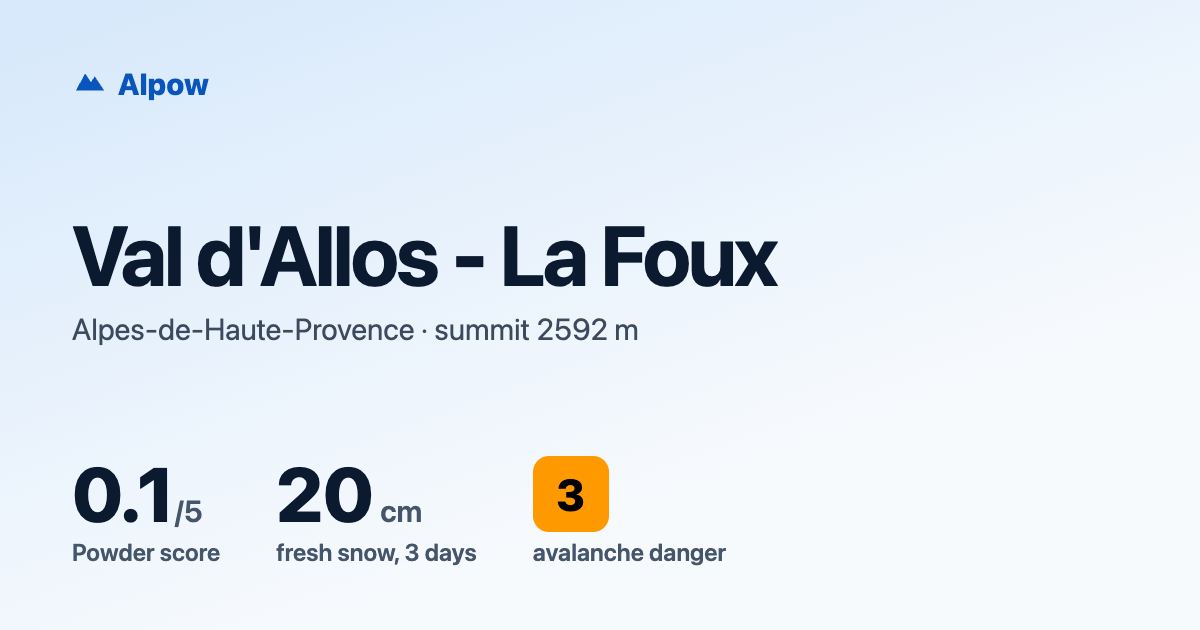 Alpow
Val d'Allos - La Foux
Alpes-de-Haute-Provence · summit 2592 m
0.1/5 20 cm 3
Powder score fresh snow, 3 days avalanche danger